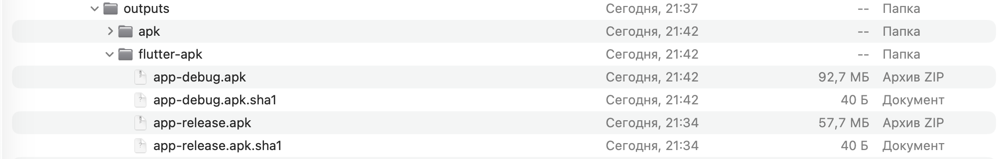 outputs Сегодня, 21:37 -- Папка
apk Сегодня, 21:42 -- Папка
flutter-apk Сегодня, 21:42 -- Папка
app-debug.apk Сегодня, 21:42 92,7 МБ Архив ZIP
app-debug.apk.sha1 Сегодня, 21:42 40 Б Документ
app-release.apk Сегодня, 21:34 57,7 МБ Архив ZIP
app-release.apk.sha1 Сегодня, 21:34 40 Б Документ